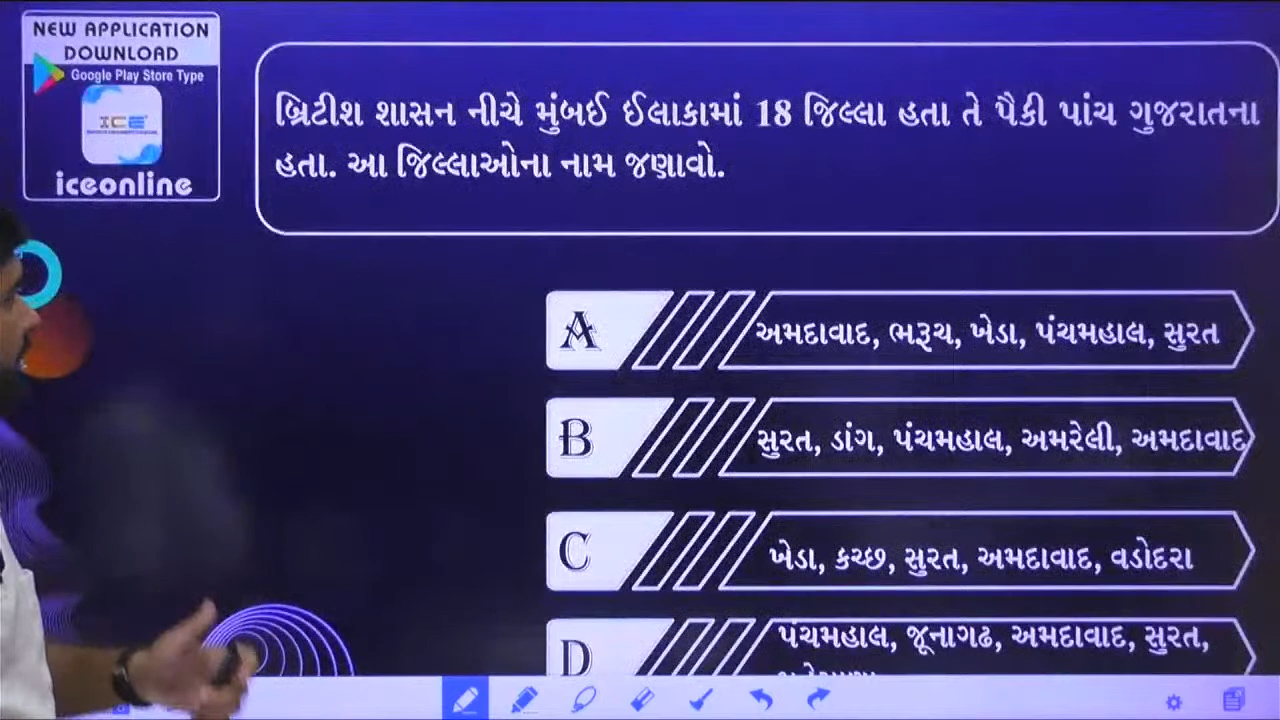 NEW APPLICATION
DOWNLOAD
Google Play Store Type
ICE
iceonline
બ્રિટીશ શાસન નીચે મુંબઈ ઈલાકામાં 18 જિલ્લા હતા તે પૈકી પાંચ ગુજરાતના
હતા. આ જિલ્લાઓના નામ જણાવો.
A અમદાવાદ, ભરૂચ, ખેડા, પંચમહાલ, સુરત
B સુરત, ડાંગ, પંચમહાલ, અમરેલી, અમદાવાદ
C ખેડા, કચ્છ, સુરત, અમદાવાદ, વડોદરા
D પંચમહાલ, જૂનાગઢ, અમદાવાદ, સુરત,